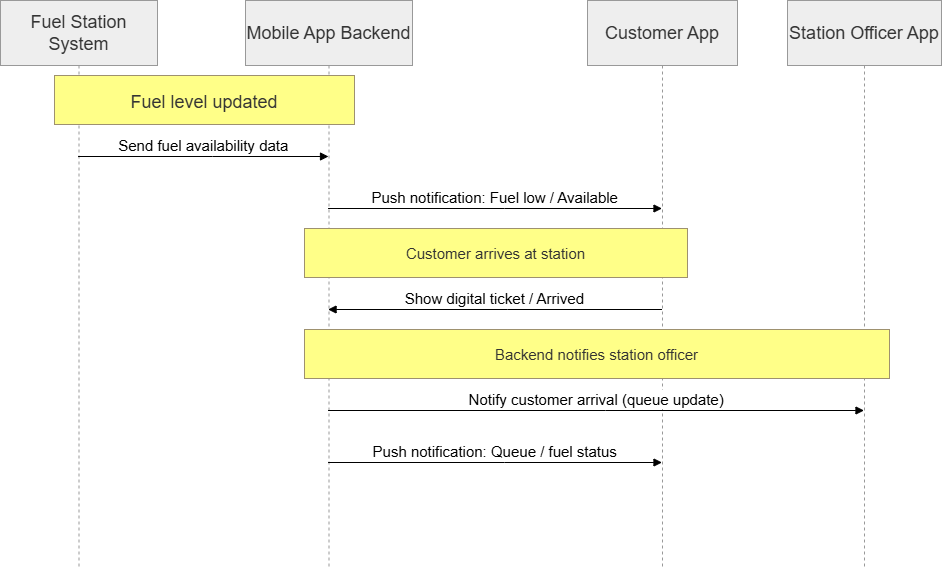 Fuel Station
System
Mobile App Backend
Customer App
Station Officer App
Fuel level updated
Send fuel availability data
Push notification: Fuel low / Available
Customer arrives at station
Show digital ticket / Arrived
Backend notifies station officer
Notify customer arrival (queue update)
Push notification: Queue / fuel status